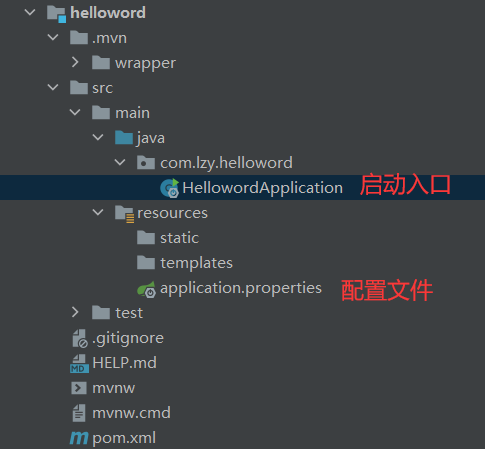 helloword
.mvn
wrapper
src
main
java
com.lzy.helloword
HellowordApplication 启动入口
resources
static
templates
application.properties 配置文件
test
.gitignore
MD HELP.md
mvnw
mvnw.cmd
m pom.xml